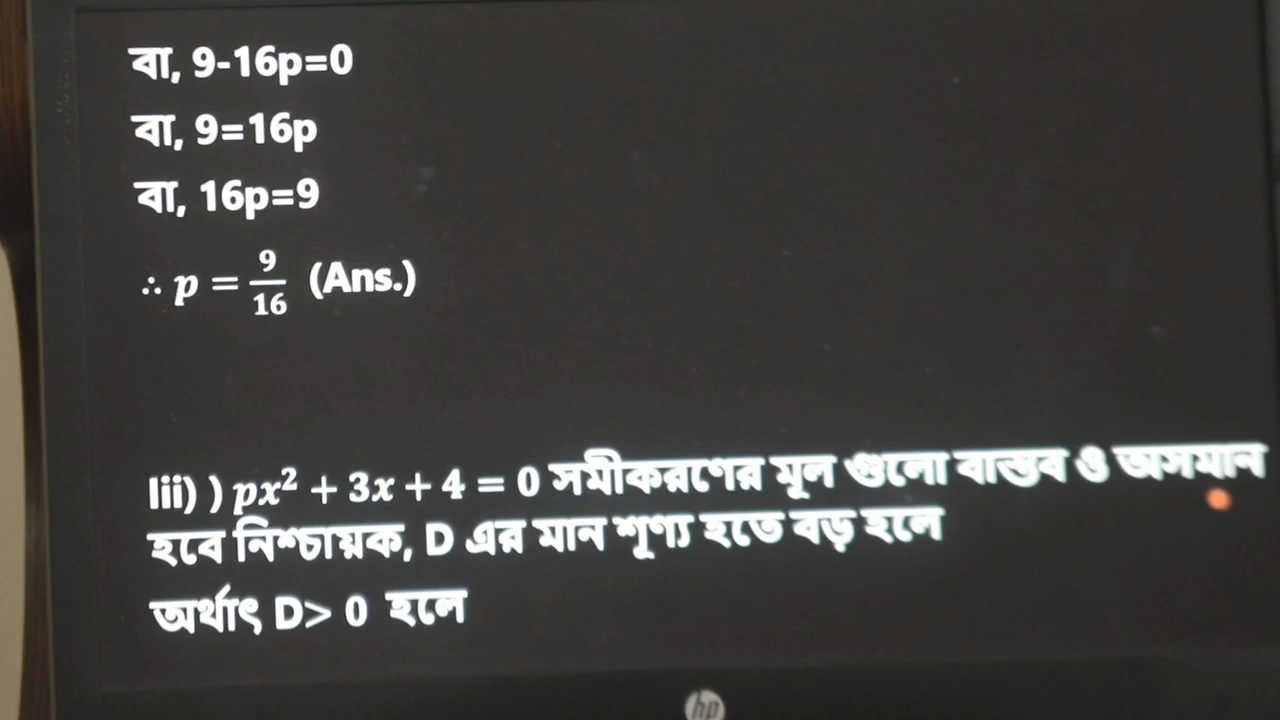 বা, 9-16p=0
বা, 9=16p
বা, 16p=9
∴ p = 9/16 (Ans.)
Iii) ) px² + 3x + 4 = 0 সমীকরণের মূল গুলো বাস্তব ও অসমান
হবে নিশ্চায়ক, D এর মান শূণ্য হতে বড় হলে
অর্থাৎ D> 0 হলে
hp